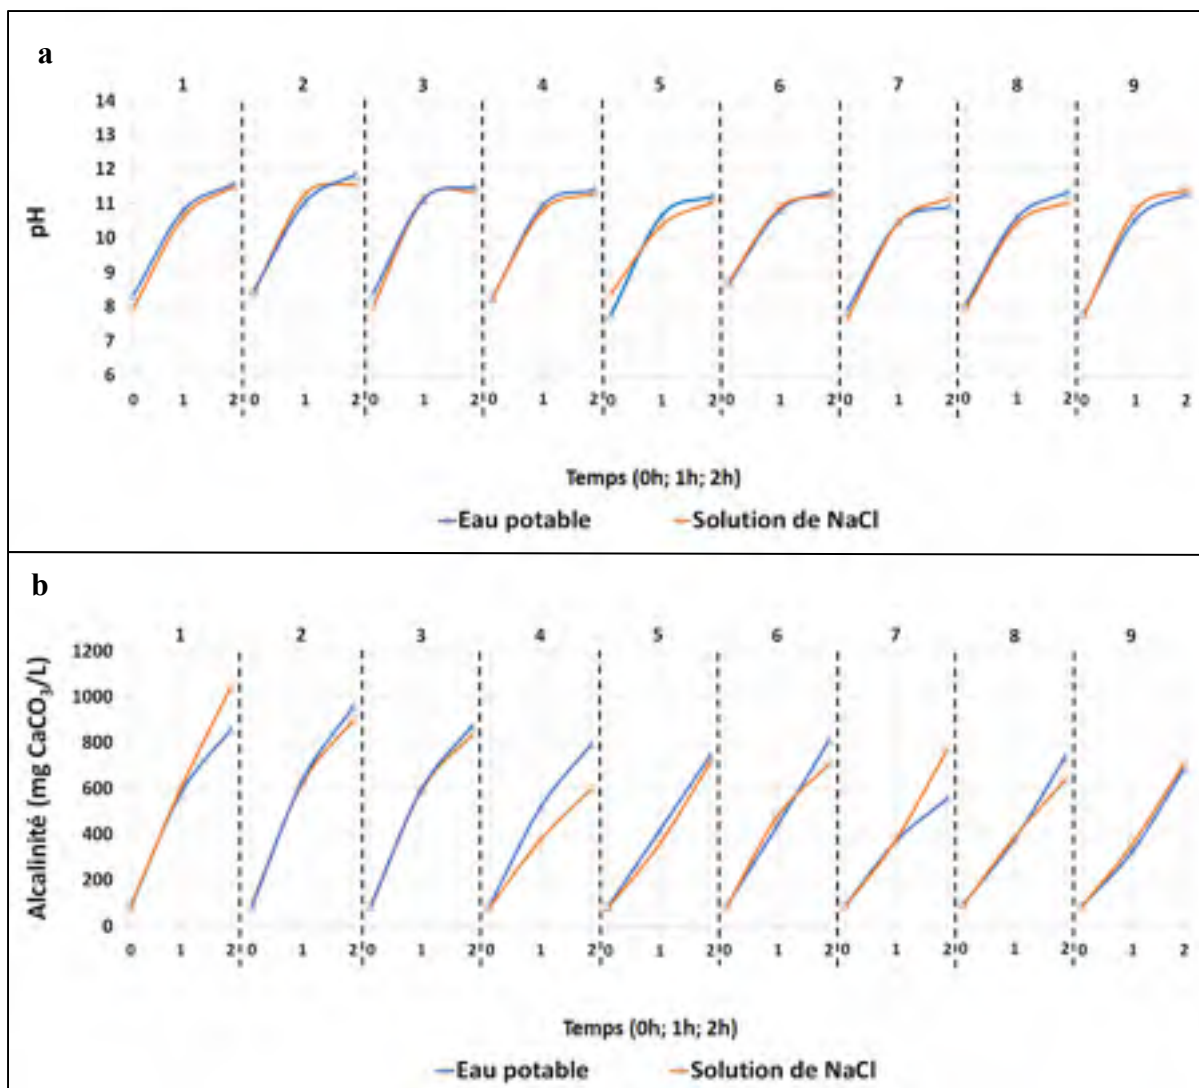 a
1 2 3 4 5 6 7 8 9
14
13
12
11
10
9
8
7
6
pH
0 1 2 0 1 2 0 1 2 0 1 2 0 1 2 0 1 2 0 1 2 0 1 2 0 1 2
Temps (0h; 1h; 2h)
Eau potable Solution de NaCl
b
1 2 3 4 5 6 7 8 9
1200
1000
800
600
400
200
0
Alcalinité (mg CaCO₃/L)
0 1 2 0 1 2 0 1 2 0 1 2 0 1 2 0 1 2 0 1 2 0 1 2 0 1 2
Temps (0h; 1h; 2h)
Eau potable Solution de NaCl